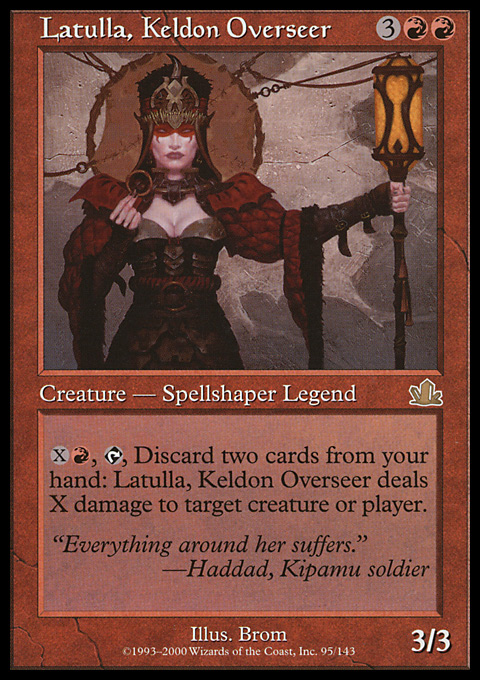 Latulla, Keldon Overseer 3
Creature — Spellshaper Legend
X, Discard two cards from your
hand: Latulla, Keldon Overseer deals
X damage to target creature or player.
“Everything around her suffers.”
—Haddad, Kipamu soldier
Illus. Brom
©1993–2000 Wizards of the Coast, Inc. 95/143
3/3